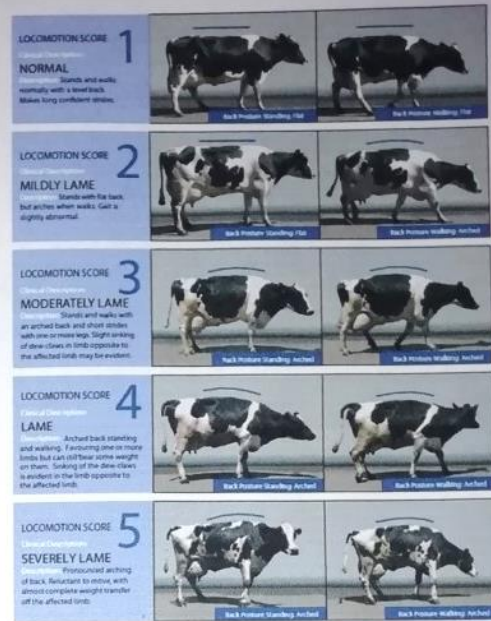 LOCOMOTION SCORE 1
Clinical Description:
NORMAL
Description: Stands and walks
normally with a level back.
Makes long confident strides.
Back Posture Standing: Flat
Back Posture Walking: Flat
LOCOMOTION SCORE 2
Clinical Description:
MILDLY LAME
Description: Stands with flat back,
but arches when walks. Gait is
slightly abnormal.
Back Posture Standing: Flat
Back Posture Walking: Arched
LOCOMOTION SCORE 3
Clinical Description:
MODERATELY LAME
Description: Stands and walks with
an arched back and short strides
with one or more legs. Slight sinking
of dew-claws in limb opposite to
the affected limb may be evident.
Back Posture Standing: Arched
Back Posture Walking: Arched
LOCOMOTION SCORE 4
Clinical Description:
LAME
Description: Arched back standing
and walking. Favouring one or more
limbs but can still bear some weight
on them. Sinking of the dew-claws
is evident in the limb opposite to
the affected limb.
Back Posture Standing: Arched
Back Posture Walking: Arched
LOCOMOTION SCORE 5
Clinical Description:
SEVERELY LAME
Description: Pronounced arching
of back. Reluctant to move, with
almost complete weight transfer
off the affected limb.
Back Posture Standing: Arched
Back Posture Walking: Arched